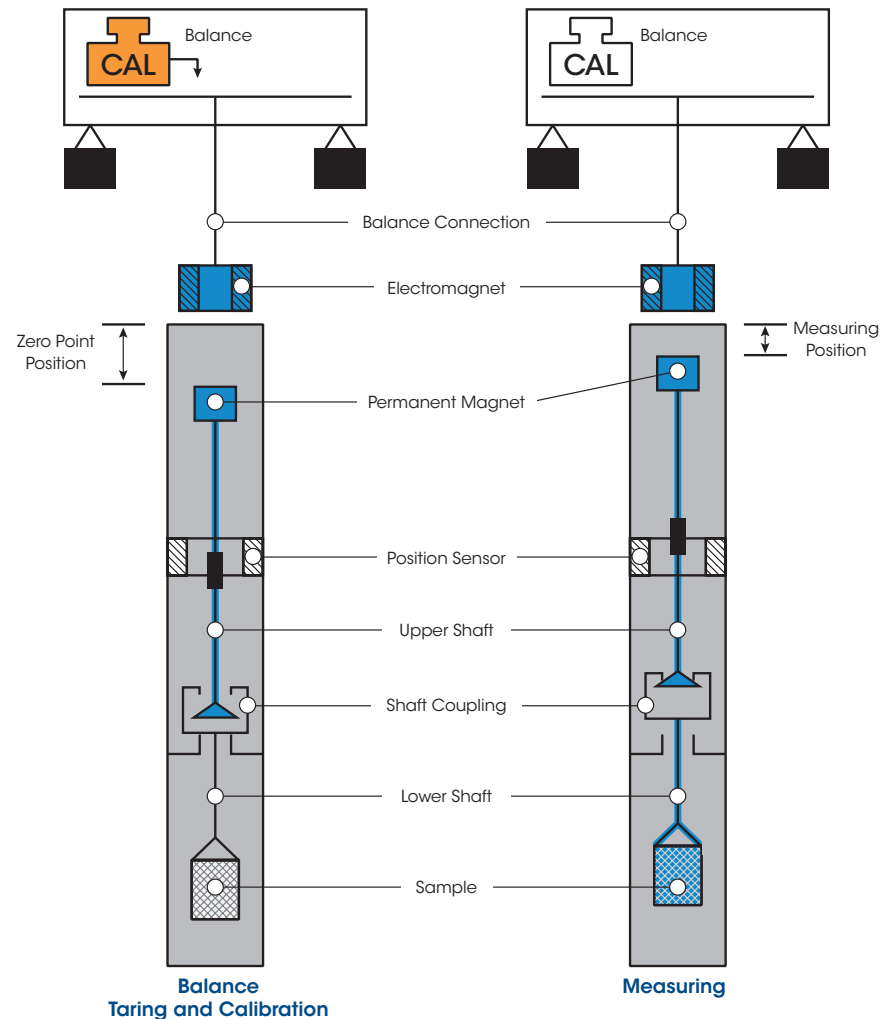 CAL
Balance
CAL
Balance
Balance Connection
Electromagnet
Zero Point
Position
Measuring
Position
Permanent Magnet
Position Sensor
Upper Shaft
Shaft Coupling
Lower Shaft
Sample
Balance
Taring and Calibration
Measuring